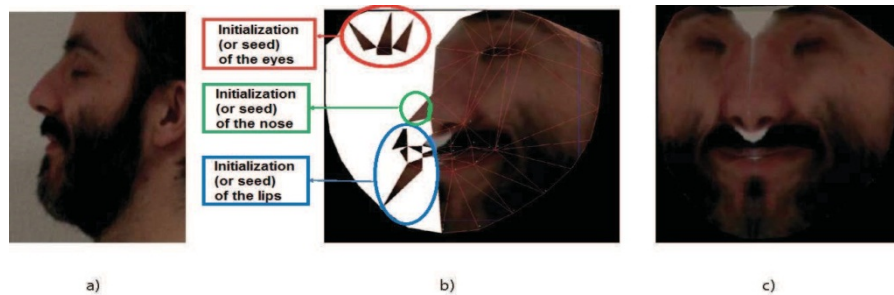 Initialization
(or seed)
of the eyes
Initialization
(or seed)
of the nose
Initialization
(or seed)
of the lips
a)
b)
c)